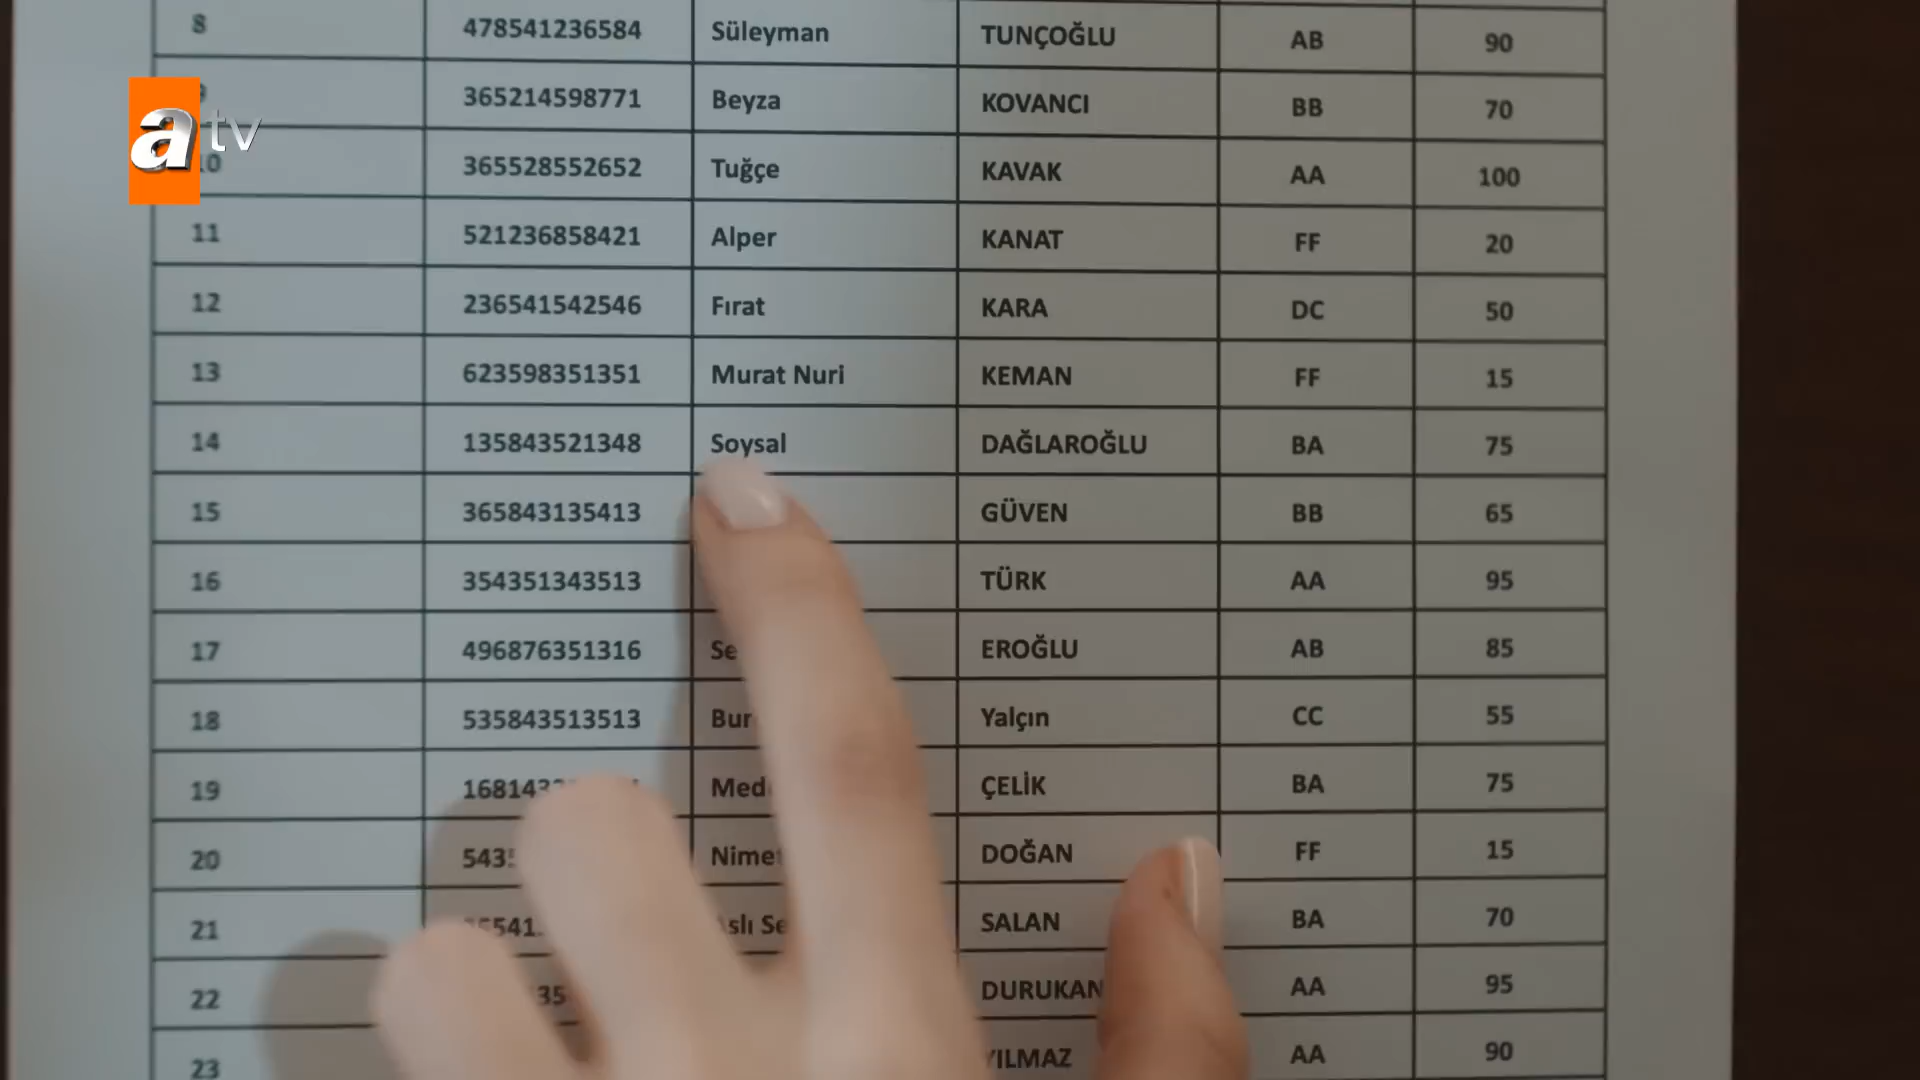 8 478541236584 Süleyman TUNÇOĞLU AB 90
a tv
365214598771 Beyza KOVANCI BB 70
10 365528552652 Tuğçe KAVAK AA 100
11 521236858421 Alper KANAT FF 20
12 236541542546 Fırat KARA DC 50
13 623598351351 Murat Nuri KEMAN FF 15
14 135843521348 Soysal DAĞLAROĞLU BA 75
15 365843135413 GÜVEN BB 65
16 354351343513 TÜRK AA 95
17 496876351316 EROĞLU AB 85
18 535843513513 Yalçın CC 55
19 ÇELİK BA 75
20 DOĞAN FF 15
21 SALAN BA 70
22 DURUKAN AA 95
23 YILMAZ AA 90